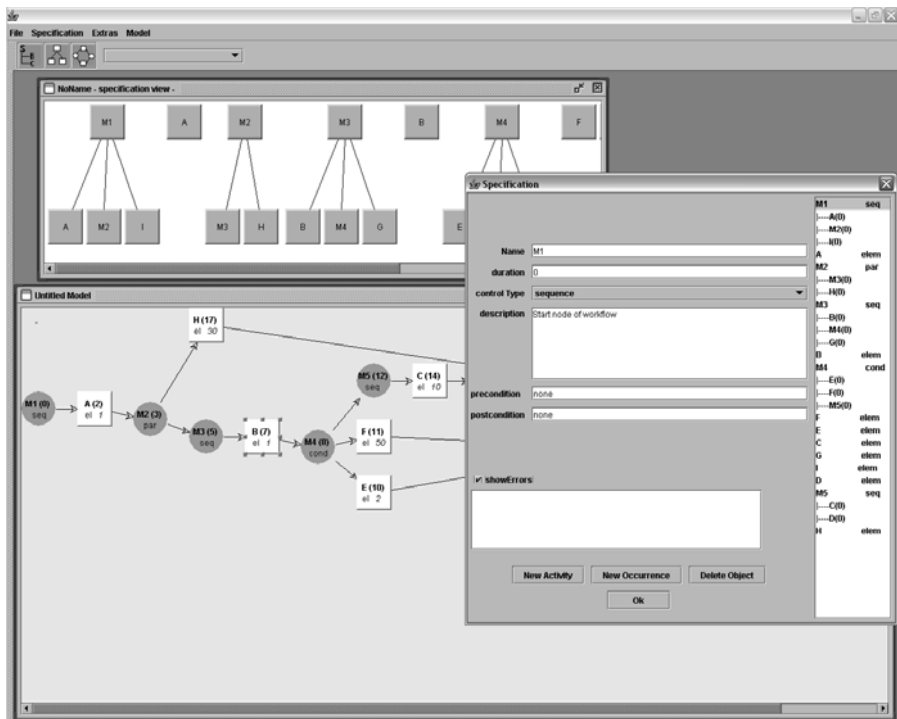 File Specification Extras Model
S
E
C
NoName - specification view -
M1 A M2 M3 B M4 F
A M2 I M3 H B M4 G E
Untitled Model
H (17)
el 30
M1 (0)
seq
A (2)
el 1
M2 (3)
par
M3 (5)
seq
B (7)
el 1
M4 (8)
cond
M5 (12)
seq
C (14)
el 10
F (11)
el 50
E (10)
el 2
Specification
Name M1
duration 0
control Type sequence
description Start node of workflow
precondition none
postcondition none
showErrors
New Activity New Occurrence Delete Object
Ok
M1 seq
|----A(0)
|----M2(0)
|----I(0)
A elem
M2 par
|----M3(0)
|----H(0)
M3 seq
|----B(0)
|----M4(0)
|----G(0)
B elem
M4 cond
|----E(0)
|----F(0)
|----M5(0)
F elem
E elem
C elem
G elem
I elem
D elem
M5 seq
|----C(0)
|----D(0)
H elem